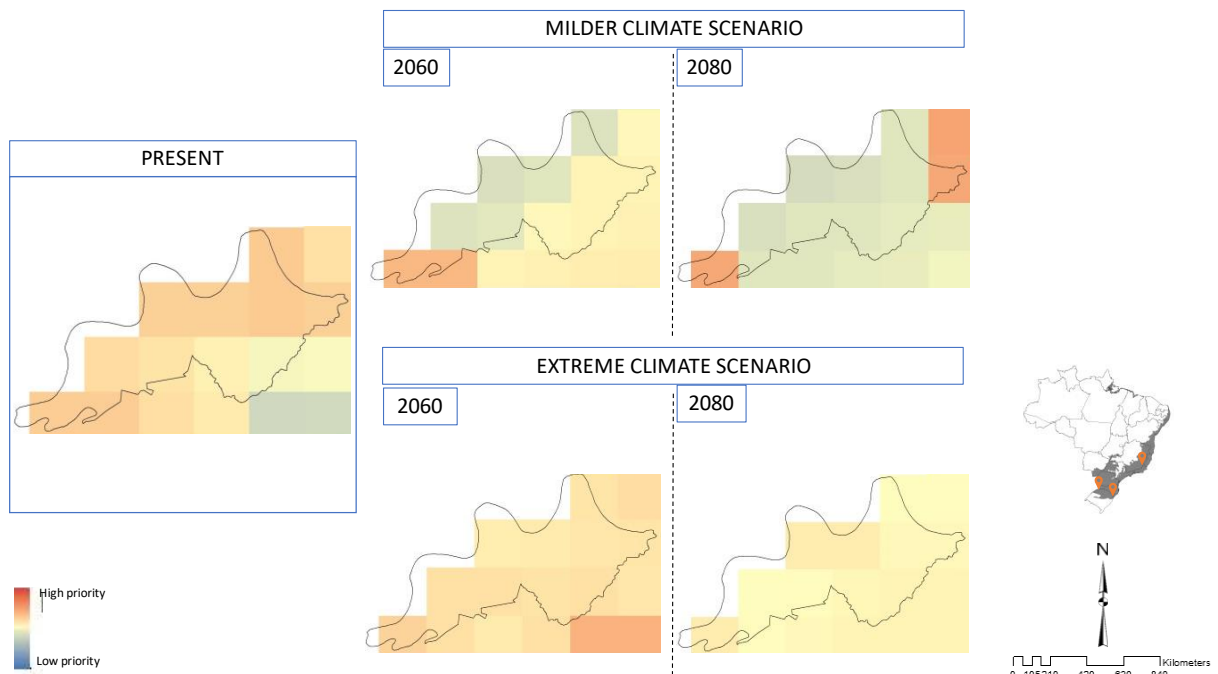 MILDER CLIMATE SCENARIO
2060
2080
PRESENT
EXTREME CLIMATE SCENARIO
2060
2080
High priority
Low priority
N
Kilometers